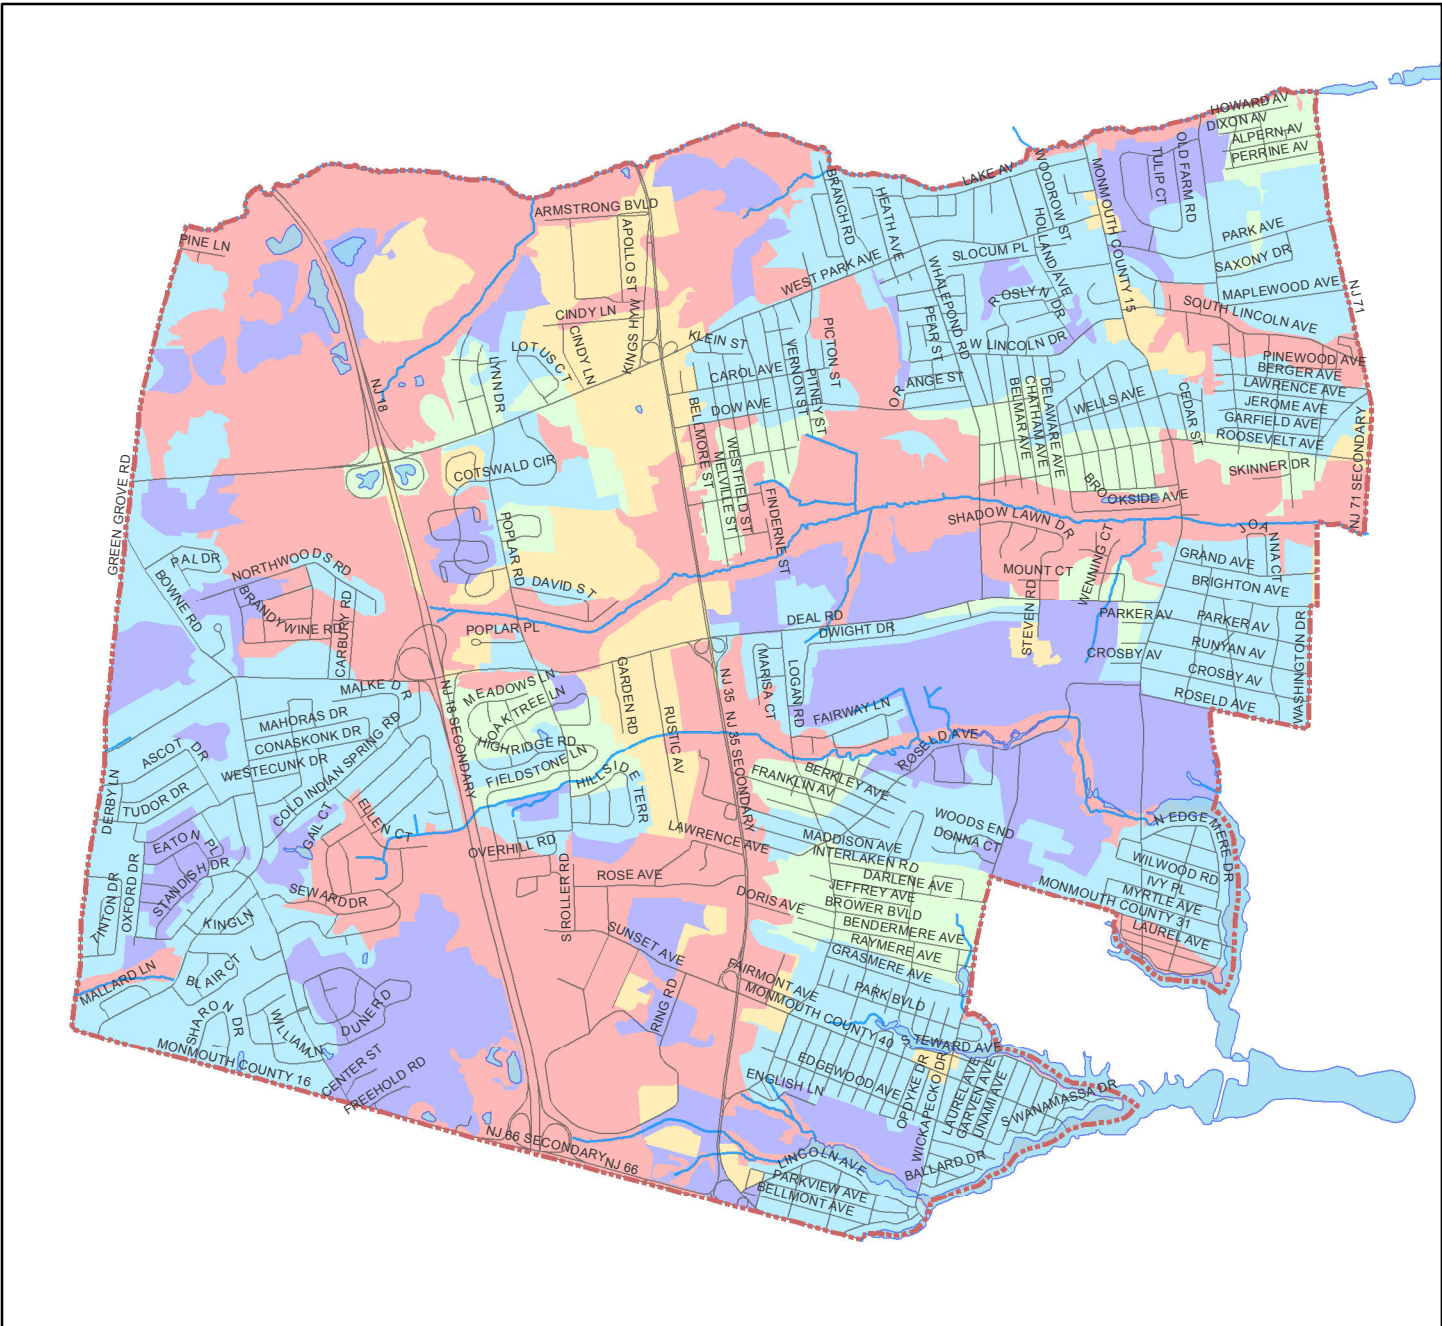 HOWARD AV
DIXON AV
ALPERN AV
PERRINE AV
OLD FARM RD
TULIP CT
MONMOUTH COUNTY 15
WOODROW ST
LAKE AV
HOLLAND AVE
BRANCH RD
HEATH AVE
ARMSTRONG BVLD
APOLLO ST
PINE LN
PARK AVE
SAXONY DR
SLOCUM PL
WEST PARK AVE
WHALEPOND RD
ROSLYN DR
MAPLEWOOD AVE
NJ 71
SOUTH LINCOLN AVE
CINDY LN
CINDY LN
KINGS HWY
KLEIN ST
VERNON ST
PICTON ST
PITNEY ST
PEAR ST
W LINCOLN DR
PINEWOOD AVE
BERGER AVE
LAWRENCE AVE
JEROME AVE
GARFIELD AVE
ROOSEVELT AVE
LOTUS CT
LYNN DR
NJ 18
CAROL AVE
DOW AVE
ORANGE ST
DELAWARE AVE
CHATHAM AVE
BELMAR AVE
WELLS AVE
CEDAR ST
BELLMORE ST
WESTFIELD ST
MELVILLE ST
FINDERNE ST
COTSWALD CIR
SKINNER DR
NJ 71 SECONDARY
BROOKSIDE AVE
SHADOW LAWN DR
JOANNA CT
GREEN GROVE RD
POPLAR RD
DAVID ST
WENNING CT
MOUNT CT
GRAND AVE
BRIGHTON AVE
PAL DR
NORTHWOODS RD
BOWNE RD
BRANDYWINE RD
CARBURY RD
POPLAR PL
DEAL RD
DWIGHT DR
STEVEN RD
PARKER AV
PARKER AV
RUNYAN AV
CROSBY AV
CROSBY AV
ROSELD AVE
WASHINGTON DR
MALKE DR
NJ 18 SECONDARY
MEADOWS LN
OAK TREE LN
HIGHRIDGE RD
FIELDSTONE LN
HILLSIDE TERR
GARDEN RD
RUSTIC AV
NJ 35
NJ 35 SECONDARY
MARISA CT
LOGAN RD
FAIRWAY LN
ROSELD AVE
MAHORAS DR
CONASKONK DR
WESTECUNK DR
COLD INDIAN SPRING RD
ASCOT DR
DERBY LN
TUDOR DR
GAIL CT
ELLEN CT
EATON PL
STANDISH DR
OXFORD DR
TINTON DR
KING LN
SEWARD DR
OVERHILL RD
S ROLLER RD
ROSE AVE
LAWRENCE AVE
FRANKLIN AV
BERKLEY AVE
MADDISON AVE
INTERLAKEN RD
DARLENE AVE
JEFFREY AVE
BROWER BVLD
BENDERMERE AVE
RAYMERE AVE
GRASMERE AVE
WOODS END
DONNA CT
N EDGEMERE DR
WILWOOD RD
IVY PL
MYRTLE AVE
MONMOUTH COUNTY 31
LAUREL AVE
DORIS AVE
SUNSET AVE
FAIRMONT AVE
MONMOUTH COUNTY 40
PARK BVLD
STEWARD AVE
RING RD
MALLARD LN
BLAIR CT
SHARON DR
WILLIAM LN
DUNE RD
CENTER ST
FREEHOLD RD
MONMOUTH COUNTY 16
EDGEWOOD AVE
ENGLISH LN
OPDYKE DR
WICKAPECKO DR
LAUREL AVE
GARVEN AVE
UNAMI AVE
S WANAMASSA DR
BALLARD DR
NJ 66 SECONDARY
NJ 66
LINCOLN AVE
PARKVIEW AVE
BELLMONT AVE